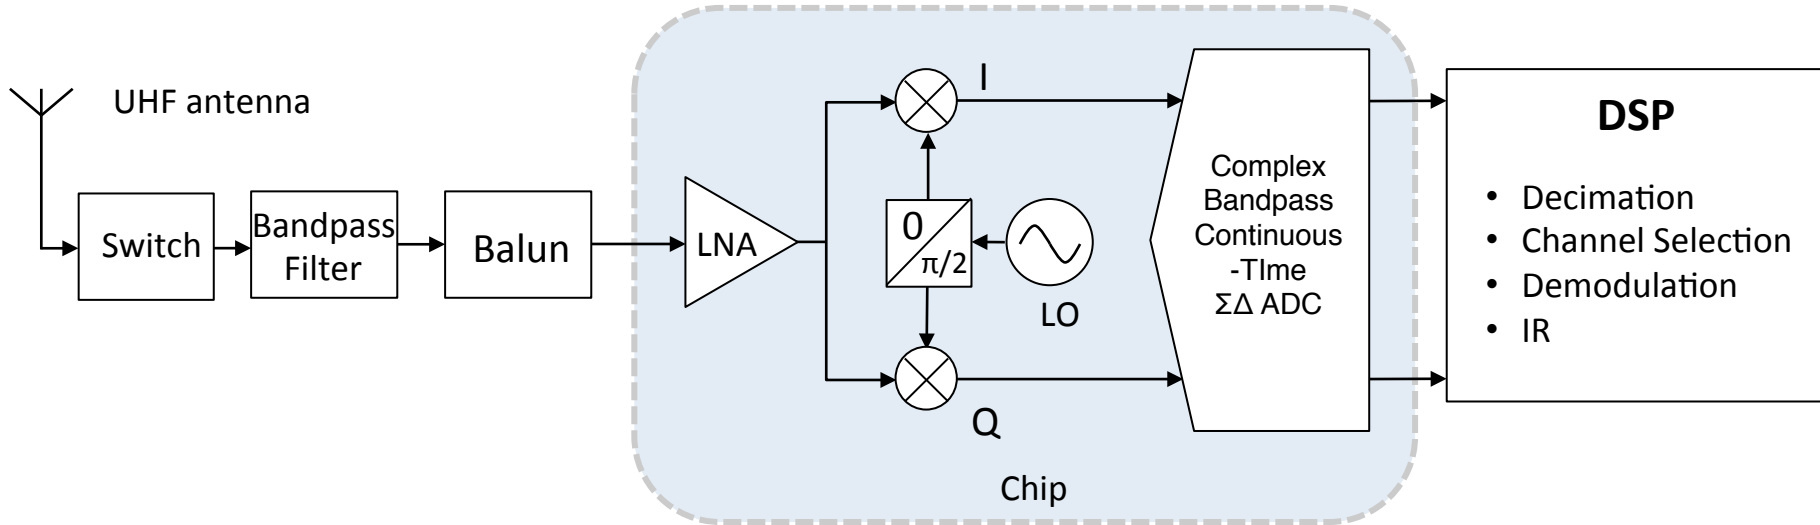 UHF antenna
Switch
Bandpass
Filter
Balun
LNA
I
0
π/2
LO
Q
Complex
Bandpass
Continuous
-TIme
ΣΔ ADC
Chip
DSP
• Decimation
• Channel Selection
• Demodulation
• IR